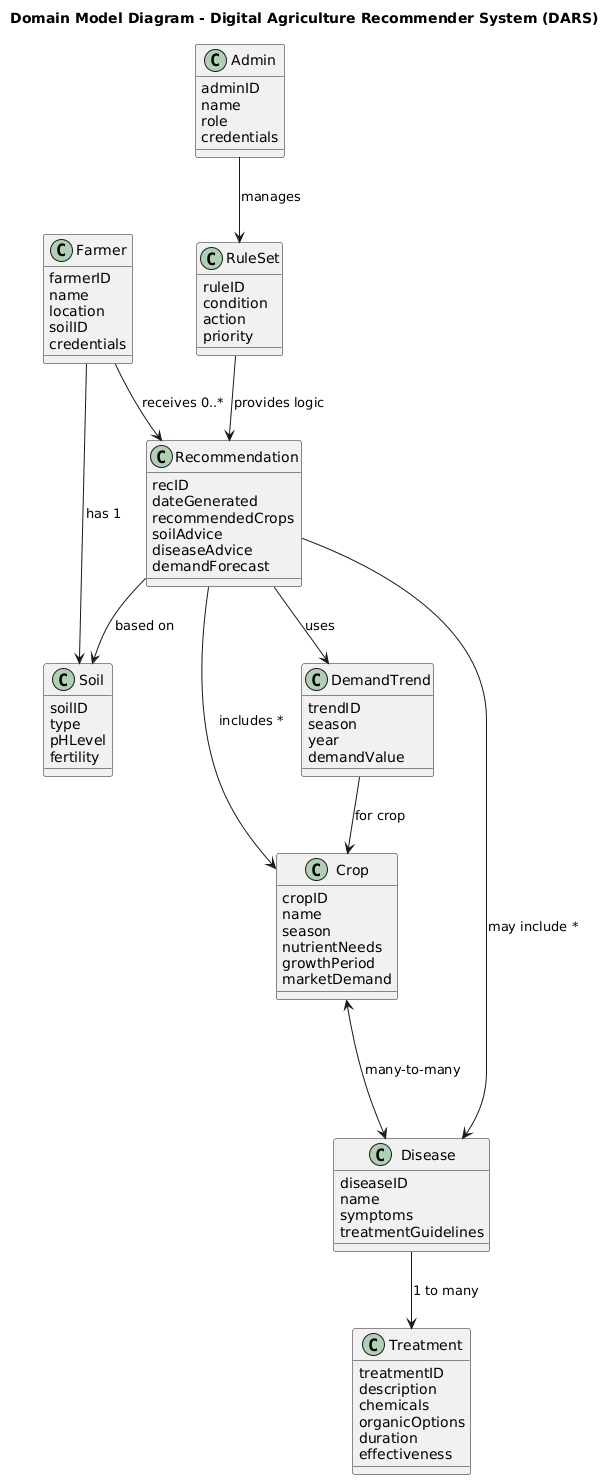 Domain Model Diagram - Digital Agriculture Recommender System (DARS)
C Admin
adminID
name
role
credentials
manages
C Farmer
farmerID
name
location
soilID
credentials
C RuleSet
ruleID
condition
action
priority
receives 0..*
provides logic
C Recommendation
recID
dateGenerated
recommendedCrops
soilAdvice
diseaseAdvice
demandForecast
has 1
based on
uses
C Soil
soilID
type
pHLevel
fertility
includes *
C DemandTrend
trendID
season
year
demandValue
for crop
C Crop
cropID
name
season
nutrientNeeds
growthPeriod
marketDemand
may include *
many-to-many
C Disease
diseaseID
name
symptoms
treatmentGuidelines
1 to many
C Treatment
treatmentID
description
chemicals
organicOptions
duration
effectiveness